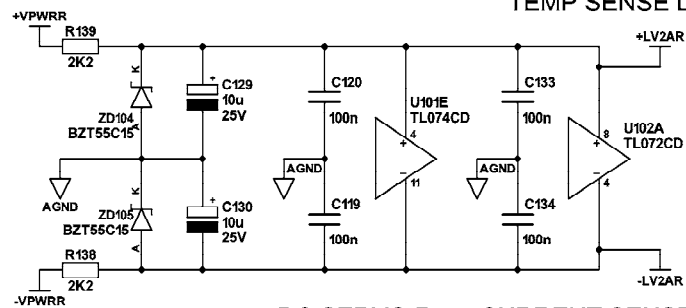 TEMP SENSE
+VPWRR
R139
2K2
+LV2AR
K
ZD104
BZT55C15
A
+
C129
10u
25V
C120
100n
U101E
TL074CD
4
+
-
11
C133
100n
U102A
TL072CD
8
+
-
4
AGND
AGND
AGND
K
ZD105
BZT55C15
A
+
C130
10u
25V
C119
100n
C134
100n
R138
2K2
-VPWRR
-LV2AR